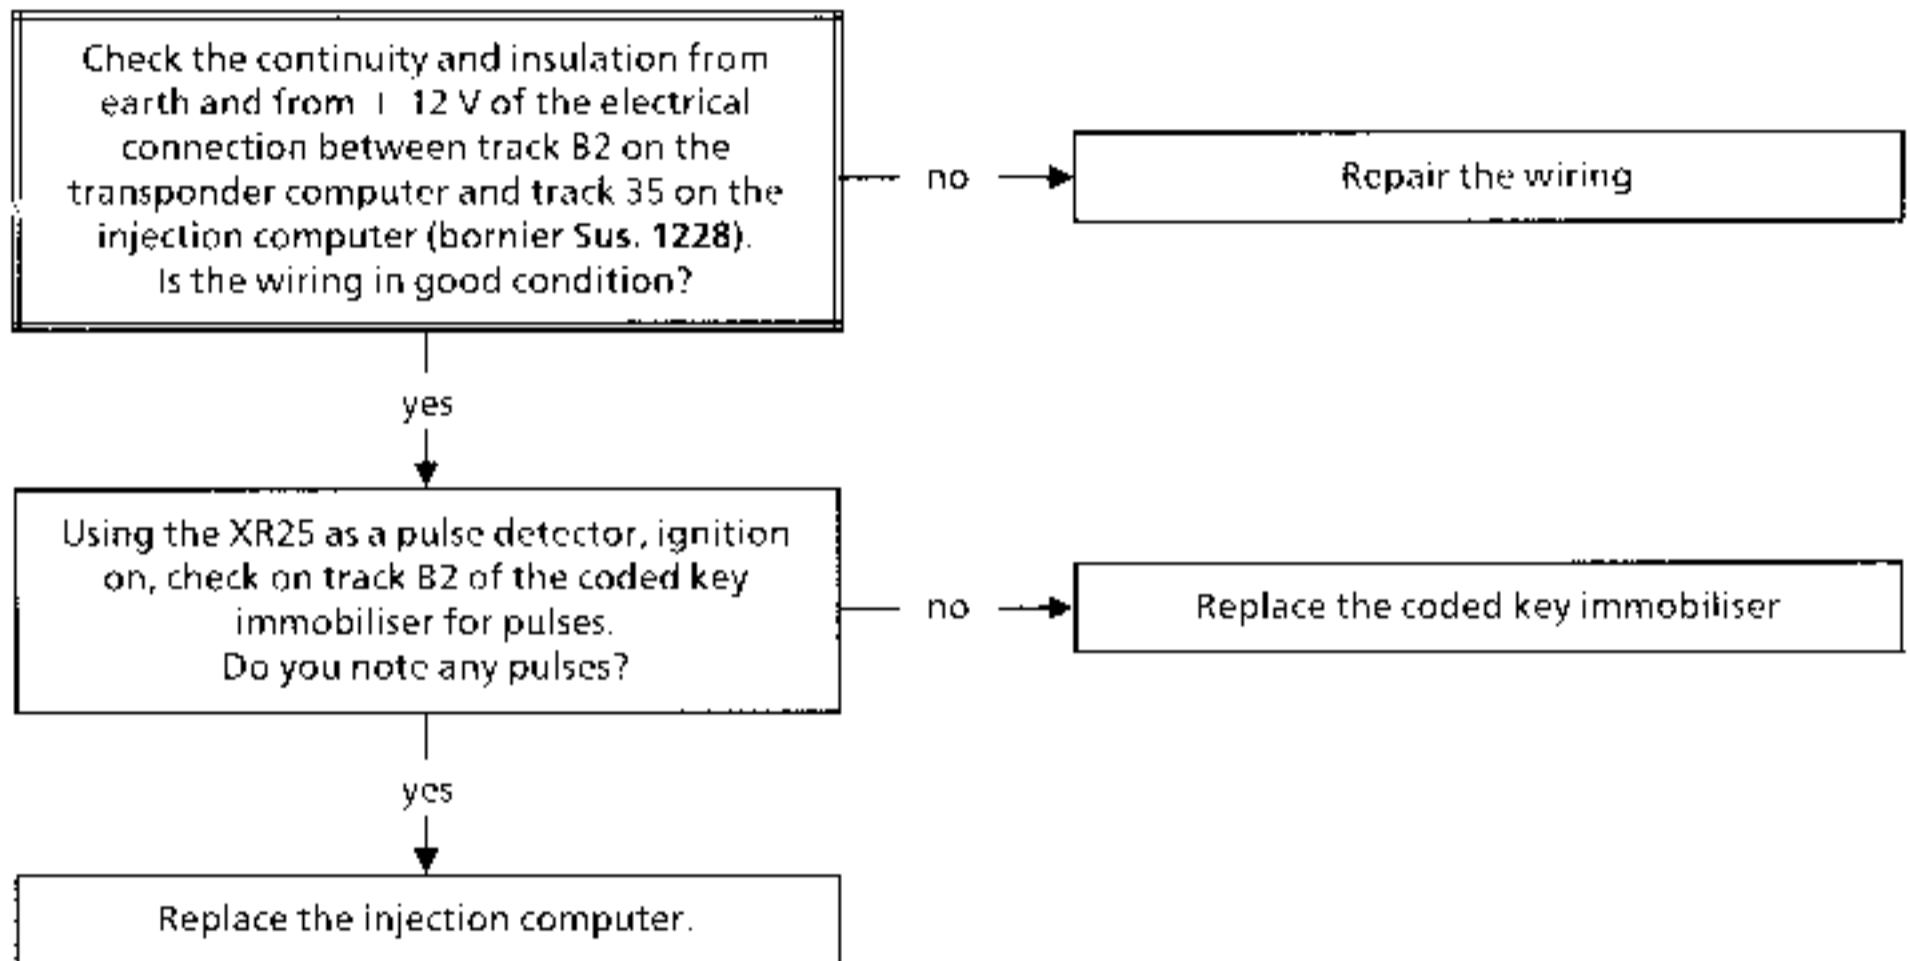 Check the continuity and insulation from
earth and from + 12 V of the electrical
connection between track B2 on the
transponder computer and track 35 on the
injection computer (bornier Sus. 1228).
Is the wiring in good condition?
no
Repair the wiring
yes
Using the XR25 as a pulse detector, ignition
on, check on track B2 of the coded key
immobiliser for pulses.
Do you note any pulses?
no
Replace the coded key immobiliser
yes
Replace the injection computer.